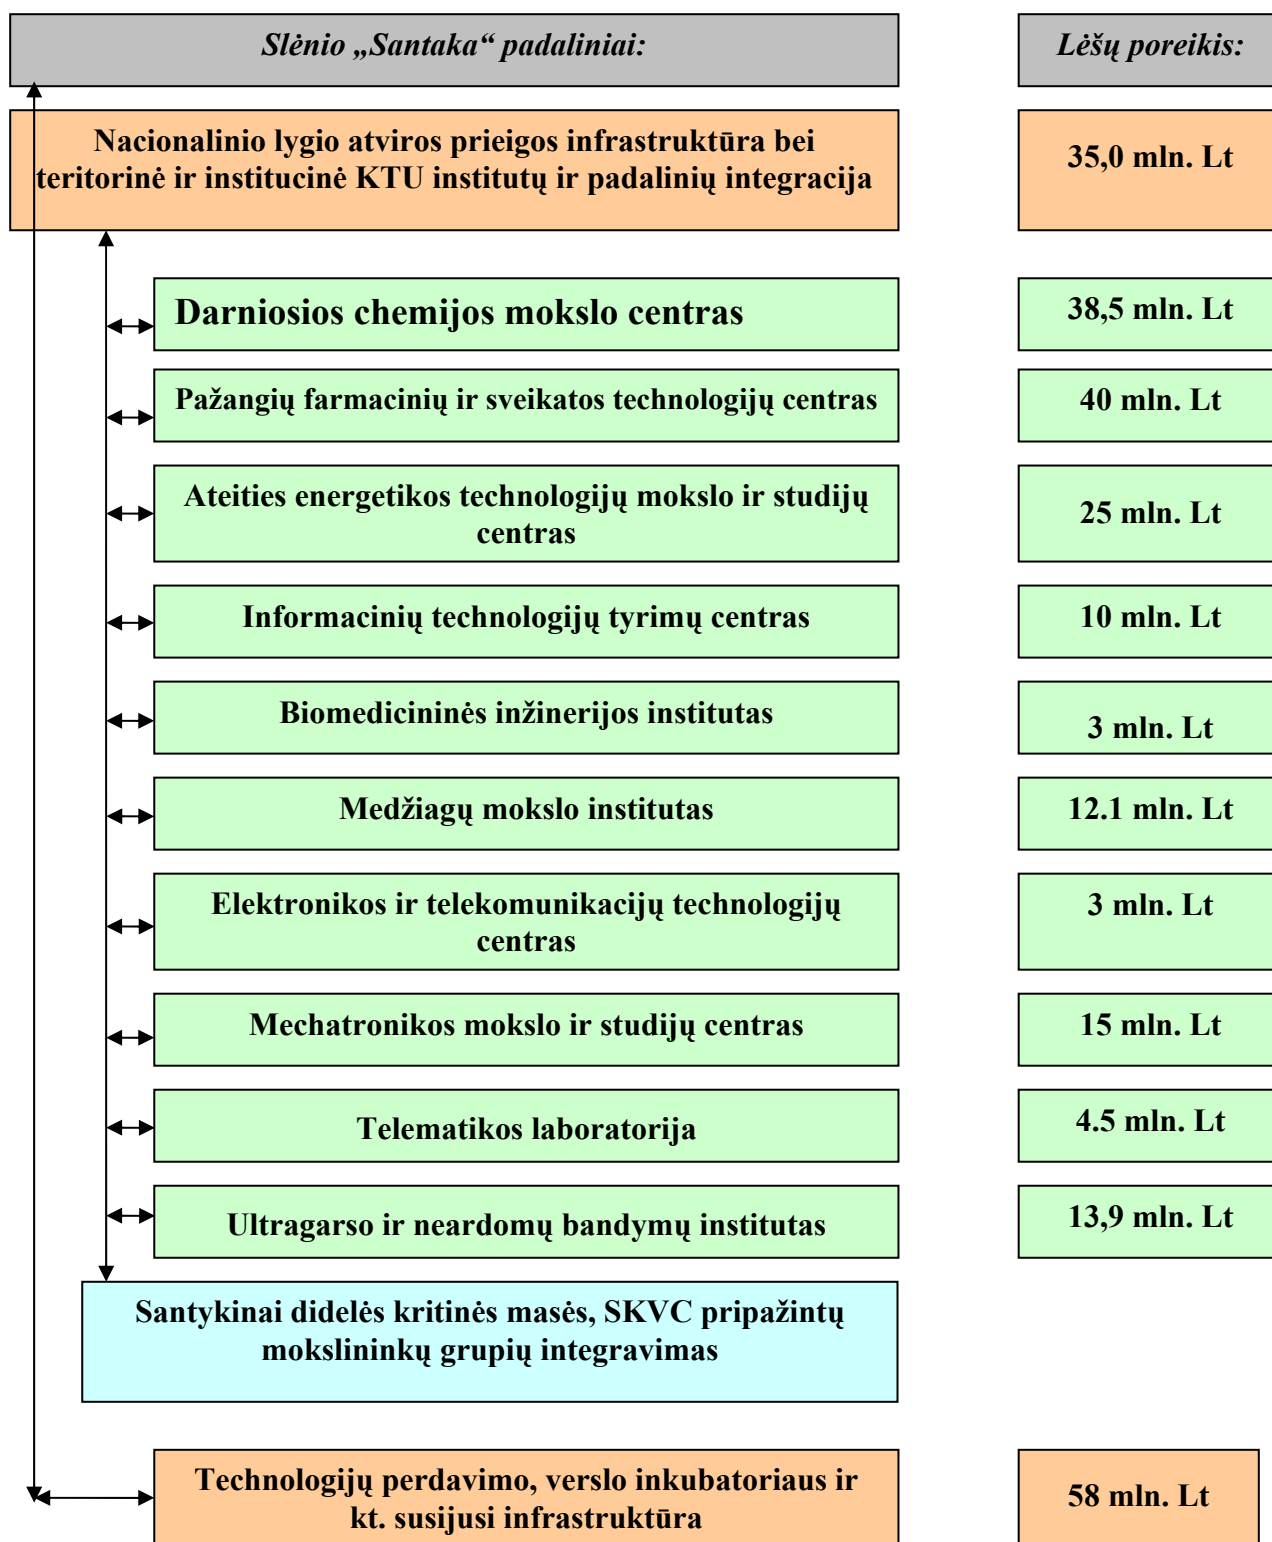 Slėnio „Santaka“ padaliniai:
Lėšų poreikis:
Nacionalinio lygio atviros prieigos infrastruktūra bei
teritorinė ir institucinė KTU institutų ir padalinių integracija
35,0 mln. Lt
Darniosios chemijos mokslo centras
38,5 mln. Lt
Pažangių farmacinių ir sveikatos technologijų centras
40 mln. Lt
Ateities energetikos technologijų mokslo ir studijų
centras
25 mln. Lt
Informacinių technologijų tyrimų centras
10 mln. Lt
Biomedicininės inžinerijos institutas
3 mln. Lt
Medžiagų mokslo institutas
12.1 mln. Lt
Elektronikos ir telekomunikacijų technologijų
centras
3 mln. Lt
Mechatronikos mokslo ir studijų centras
15 mln. Lt
Telematikos laboratorija
4.5 mln. Lt
Ultragarso ir neardomų bandymų institutas
13,9 mln. Lt
Santykinai didelės kritinės masės, SKVC pripažintų
mokslininkų grupių integravimas
Technologijų perdavimo, verslo inkubatoriaus ir
kt. susijusi infrastruktūra
58 mln. Lt